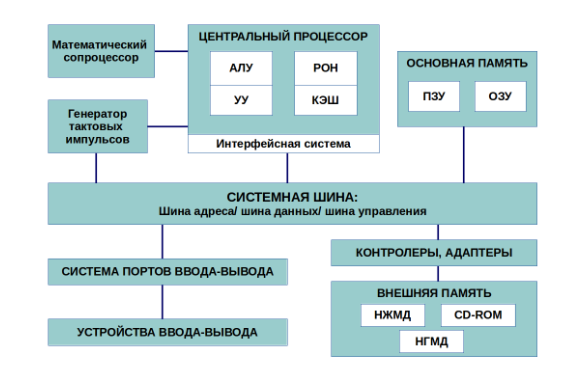 Математический
сопроцессор
ЦЕНТРАЛЬНЫЙ ПРОЦЕССОР
АЛУ
РОН
УУ
КЭШ
Интерфейсная система
ОСНОВНАЯ ПАМЯТЬ
ПЗУ
ОЗУ
Генератор
тактовых
импульсов
СИСТЕМНАЯ ШИНА:
Шина адреса/ шина данных/ шина управления
СИСТЕМА ПОРТОВ ВВОДА-ВЫВОДА
УСТРОЙСТВА ВВОДА-ВЫВОДА
КОНТРОЛЕРЫ, АДАПТЕРЫ
ВНЕШНЯЯ ПАМЯТЬ
НЖМД
CD-ROM
НГМД